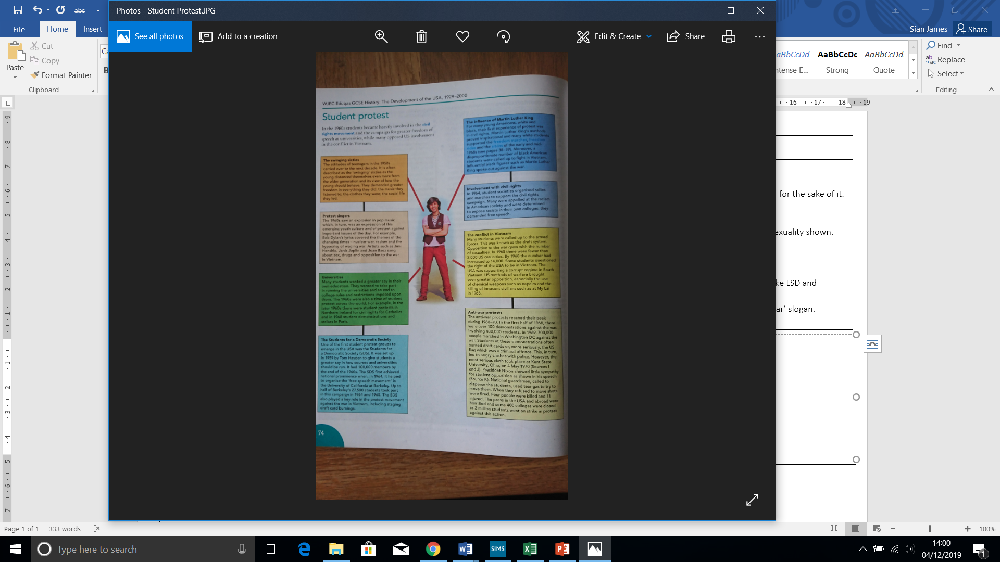 Photos - Student Protest.JPG
See all photos
Add to a creation
Edit & Create
Share
abc
File
Home
Insert
Sian James
Share
Paste
Cut
Copy
Format Painter
Clipboard
Ca
B
aBbCcDd
AaBbCcDc
AaBbCcDd
ntense E...
Strong
Quote
Find
Replace
Select
Editing
16
17
18
19
r for the sake of it.
exuality shown.
ke LSD and
ar’ slogan.
WJEC Eduqas GCSE History: The Development of the USA, 1929–2000
Student protest
In the 1960s students became heavily involved in the civil
rights movement and the campaign for greater freedom of
speech at universities, while many opposed US involvement
in the conflict in Vietnam.
The swinging sixties
The attitudes of teenagers in the 1950s
carried over to the next decade. It is often
described as the 'swinging' sixties as the
young distanced themselves even more from
the older generation and its view of how the
young should behave. They demanded greater
freedom in everything they did: the music they
listened to; the clothes they wore; the social life
they led.
Protest singers
The 1960s saw an explosion in pop music
which, in turn, was an expression of this
emerging youth culture and of protest against
important issues of the day. For example,
Bob Dylan's lyrics covered the themes of the
changing times – nuclear war, racism and the
hypocrisy of waging war. Artists such as Jimi
Hendrix, Janis Joplin and Joan Baez sang
about sex, drugs and opposition to the war
in Vietnam.
Universities
Many students wanted a greater say in their
own education. They wanted to take part
in running the universities and an end to
college rules and restrictions imposed upon
them. The 1960s were also a time of student
protest across the world. For example, in the
later 1960s there were student protests in
Northern Ireland for civil rights for Catholics
and in 1968 student demonstrations and
strikes in Paris.
The Students for a Democratic Society
One of the first student protest groups to
emerge in the USA was the Students for
a Democratic Society (SDS). It was set up
in 1959 by Tom Hayden to give students a
greater say in how courses and universities
should be run. It had 100,000 members by
the end of the 1960s. The SDS first achieved
national prominence when, in 1964, it helped
to organise the 'free speech movement' in
the University of California at Berkeley. Up to
half of Berkeley's 27,500 students took part
in this campaign in 1964 and 1965. The SDS
also played a key role in the protest movement
against the war in Vietnam, including staging
draft card burnings.
74
The influence of Martin Luther King
For many young Americans, white and
black, their first experience of protest was
in civil rights. Martin Luther King's methods
proved inspirational and many white students
supported the freedom marches, freedom
rides and the sit-ins of the early and mid-
1960s (see pages 38–39). Moreover, a
disproportionate number of black American
students were called up to fight in Vietnam.
Influential black figures such as Martin Luther
King spoke out against the war.
Involvement with civil rights
In 1964, student societies organised rallies
and marches to support the civil rights
campaign. Many were appalled at the racism
in American society and were determined
to expose racists in their own colleges: they
demanded free speech.
The conflict in Vietnam
Many students were called up to the armed
forces. This was known as the draft system.
Opposition to the war grew with the number
of casualties. In 1965 there were fewer than
2,000 US casualties. By 1968 the number had
increased to 14,000. Some students questioned
the right of the USA to be in Vietnam. The
USA was supporting a corrupt regime in South
Vietnam. US methods of warfare brought
even greater opposition, especially the use
of chemical weapons such as napalm and the
killing of innocent civilians such as at My Lai
in 1968.
Anti-war protests
The anti-war protests reached their peak
during 1968–70. In the first half of 1968, there
were over 100 demonstrations against the war,
involving 400,000 students. In 1969, 700,000
people marched in Washington DC against the
war. Students at these demonstrations often
burned draft cards or, more seriously, the US
flag which was a criminal offence. This, in turn,
led to angry clashes with police. However, the
most serious clash took place at Kent State
University, Ohio, on 4 May 1970 (Sources I
and J). President Nixon showed little sympathy
for student opposition as shown in his speech
(Source K). National guardsmen, called to
disperse the students, used tear gas to try to
move them. When they refused to move shots
were fired. Four people were killed and 11
injured. The press in the USA and abroad were
horrified and some 400 colleges were closed
as 2 million students went on strike in protest
against this action.
Page 1 of 1
333 words
100%
Type here to search
SIMS
14:00
04/12/2019
1